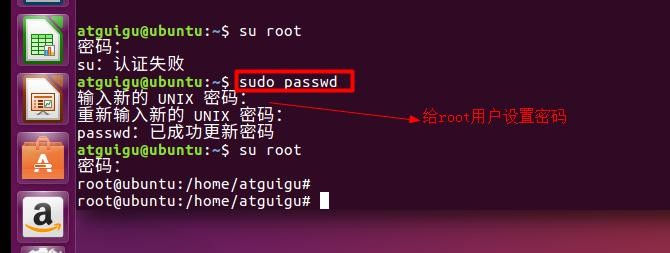 atguigu@ubuntu:~$ su root
密码：
su：认证失败
atguigu@ubuntu:~$ sudo passwd
输入新的 UNIX 密码：
重新输入新的 UNIX 密码：
给root用户设置密码
passwd：已成功更新密码
atguigu@ubuntu:~$ su root
密码：
root@ubuntu:/home/atguigu#
root@ubuntu:/home/atguigu#